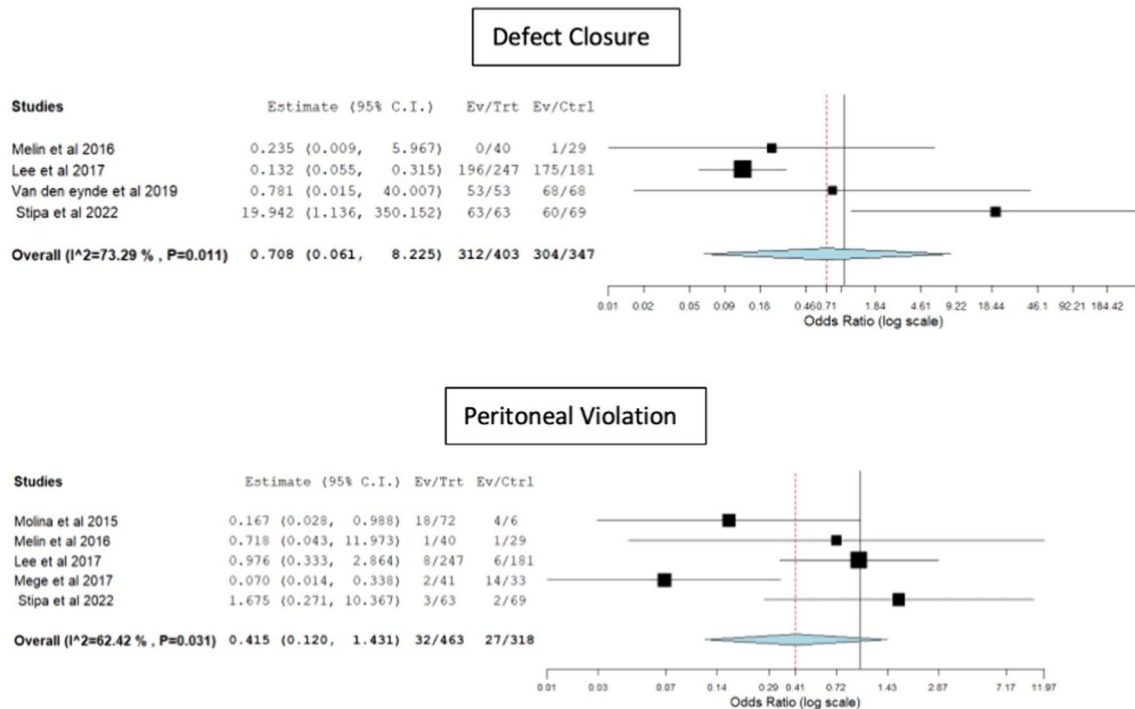 Defect Closure
Studies Estimate (95% C.I.) Ev/Trt Ev/Ctrl
Melin et al 2016 0.235 (0.009, 5.967) 0/40 1/29
Lee et al 2017 0.132 (0.055, 0.315) 196/247 175/181
Van den eynde et al 2019 0.781 (0.015, 40.007) 53/53 68/68
Stipa et al 2022 19.942 (1.136, 350.152) 63/63 60/69
Overall (I^2=73.29 % , P=0.011) 0.708 (0.061, 8.225) 312/403 304/347
0.01 0.02 0.05 0.09 0.18 0.46 0.71 1.84 4.61 9.22 18.44 46.1 92.21 184.42
Odds Ratio (log scale)
Peritoneal Violation
Studies Estimate (95% C.I.) Ev/Trt Ev/Ctrl
Molina et al 2015 0.167 (0.028, 0.988) 18/72 4/6
Melin et al 2016 0.718 (0.043, 11.973) 1/40 1/29
Lee et al 2017 0.976 (0.333, 2.864) 8/247 6/181
Mege et al 2017 0.070 (0.014, 0.338) 2/41 14/33
Stipa et al 2022 1.675 (0.271, 10.367) 3/63 2/69
Overall (I^2=62.42 % , P=0.031) 0.415 (0.120, 1.431) 32/463 27/318
0.01 0.03 0.07 0.14 0.29 0.41 0.72 1.43 2.87 7.17 11.97
Odds Ratio (log scale)